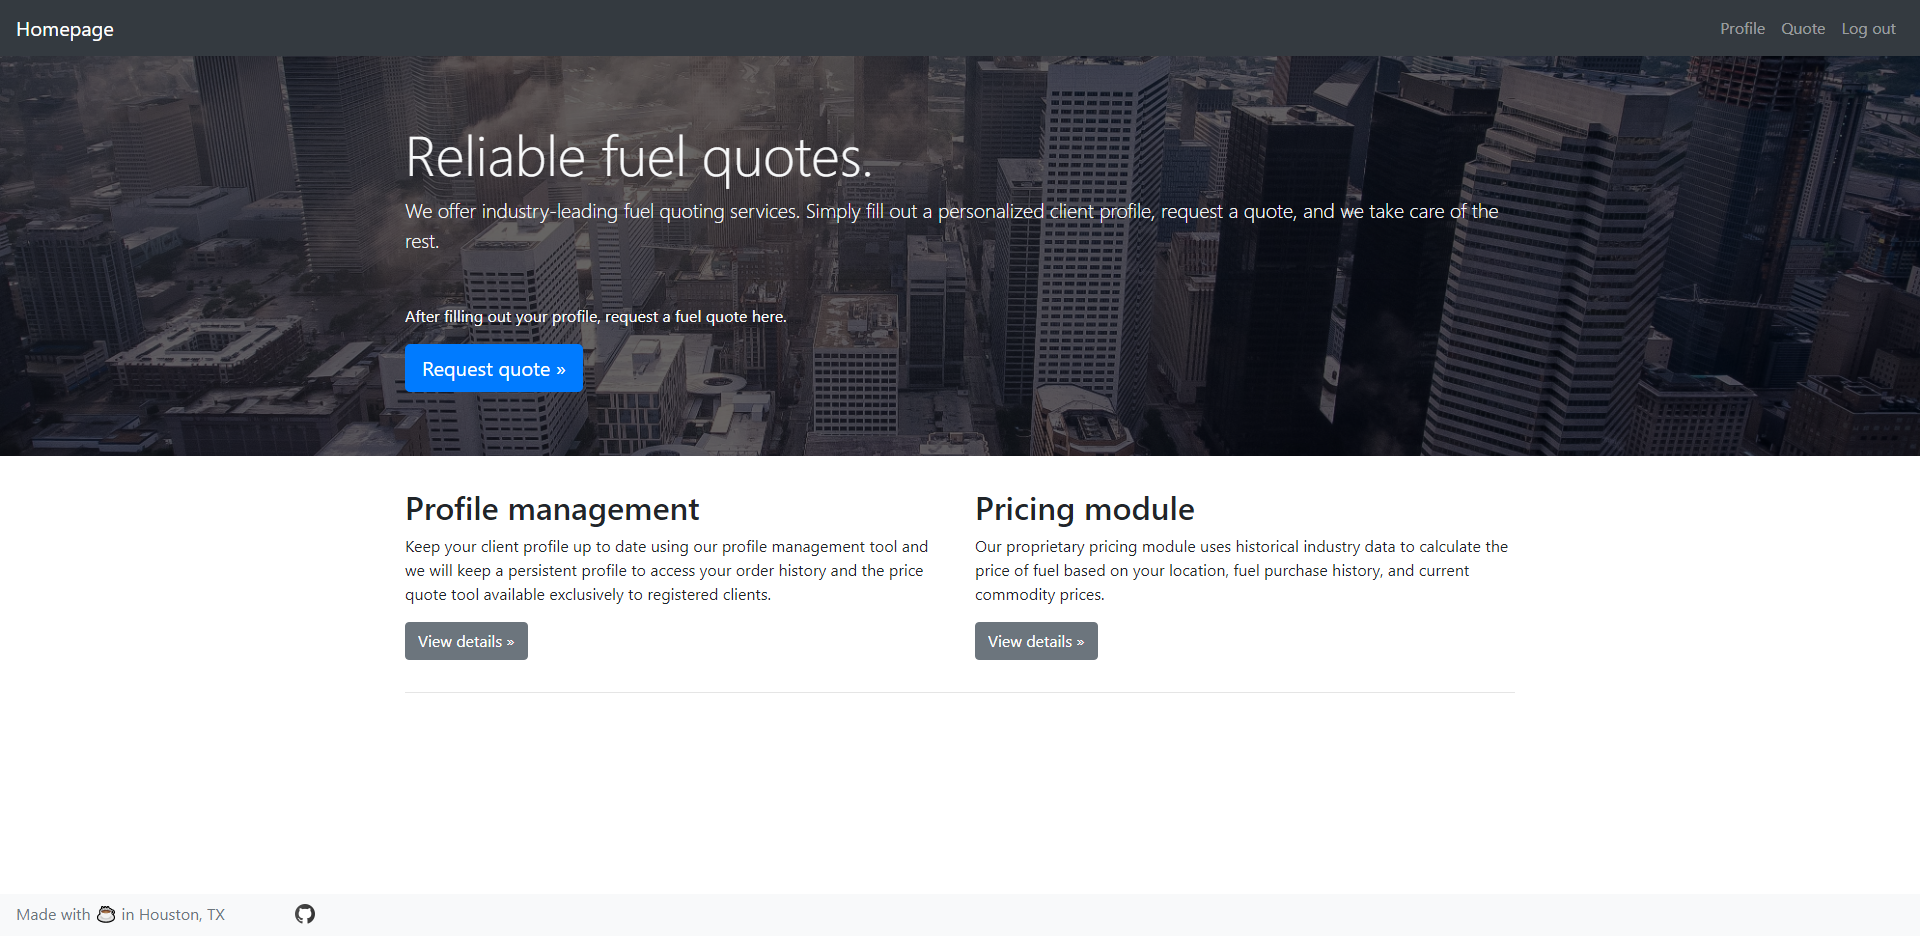 Homepage
Profile Quote Log out
Reliable fuel quotes.
We offer industry-leading fuel quoting services. Simply fill out a personalized client profile, request a quote, and we take care of the
rest.
After filling out your profile, request a fuel quote here.
Request quote »
Profile management
Keep your client profile up to date using our profile management tool and
we will keep a persistent profile to access your order history and the price
quote tool available exclusively to registered clients.
View details »
Pricing module
Our proprietary pricing module uses historical industry data to calculate the
price of fuel based on your location, fuel purchase history, and current
commodity prices.
View details »
Made with ☕ in Houston, TX